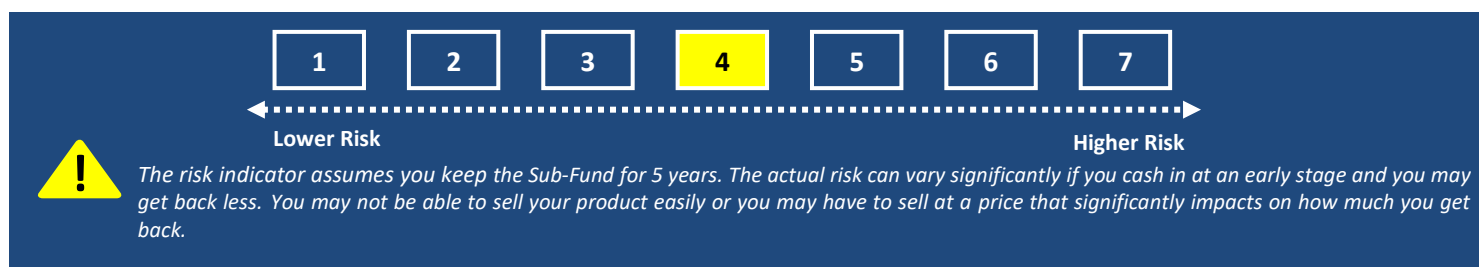 1 2 3 4 5 6 7
Lower Risk Higher Risk
!
The risk indicator assumes you keep the Sub-Fund for 5 years. The actual risk can vary significantly if you cash in at an early stage and you may
get back less. You may not be able to sell your product easily or you may have to sell at a price that significantly impacts on how much you get
back.